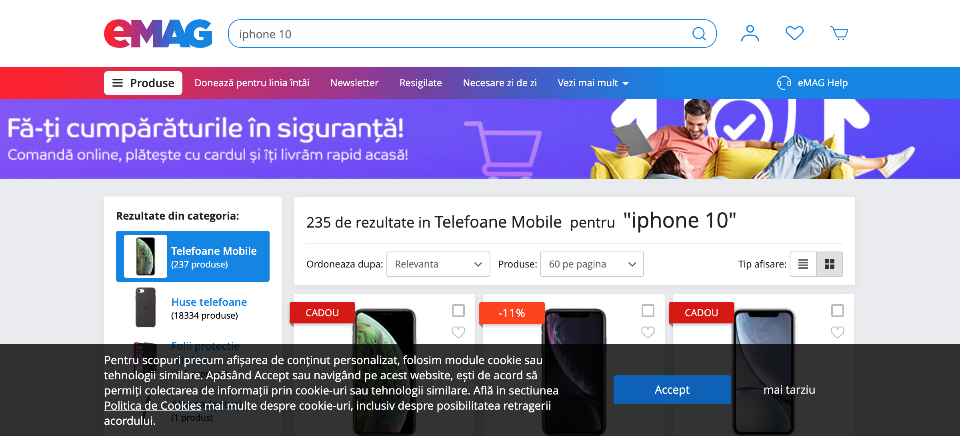 eMAG
iphone 10
Produse
Donează pentru linia întâi
Newsletter
Resigilate
Necesare zi de zi
Vezi mai mult
eMAG Help
Fă-ți cumpărăturile în siguranță!
Comandă online, plătește cu cardul și îți livrăm rapid acasă!
Rezultate din categoria:
Telefoane Mobile
(237 produse)
Huse telefoane
(18334 produse)
Folii protectie
(1 produs)
235 de rezultate in Telefoane Mobile pentru "iphone 10"
Ordoneaza dupa: Relevanta
Produse: 60 pe pagina
Tip afisare:
CADOU
-11%
CADOU
Pentru scopuri precum afișarea de conținut personalizat, folosim module cookie sau
tehnologii similare. Apăsând Accept sau navigând pe acest website, ești de acord să
permiți colectarea de informații prin cookie-uri sau tehnologii similare. Află in sectiunea
Politica de Cookies mai multe despre cookie-uri, inclusiv despre posibilitatea retragerii
acordului.
Accept
mai tarziu